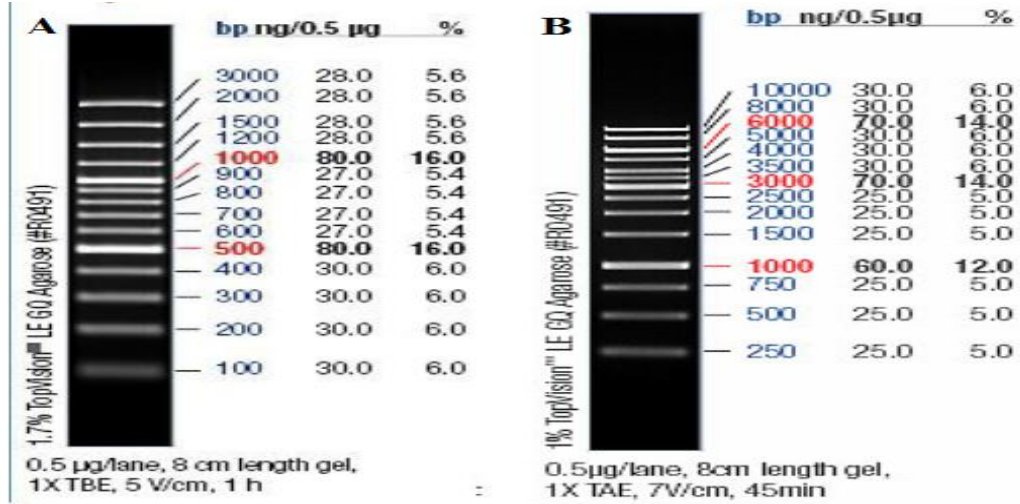 A
bp ng/0.5 µg %
3000 28.0 5.6
2000 28.0 5.6
1500 28.0 5.6
1200 28.0 5.6
1000 80.0 16.0
900 27.0 5.4
800 27.0 5.4
700 27.0 5.4
600 27.0 5.4
500 80.0 16.0
400 30.0 6.0
300 30.0 6.0
200 30.0 6.0
100 30.0 6.0
1.7% TopVision™ LE GQ Agarose (#R0491)
0.5 µg/lane, 8 cm length gel,
1X TBE, 5 V/cm, 1 h
:
B
bp ng/0.5µg %
10000 30.0 6.0
8000 30.0 6.0
6000 70.0 14.0
5000 30.0 6.0
4000 30.0 6.0
3500 30.0 6.0
3000 70.0 14.0
2500 25.0 5.0
2000 25.0 5.0
1500 25.0 5.0
1000 60.0 12.0
750 25.0 5.0
500 25.0 5.0
250 25.0 5.0
1% TopVision™ LE GQ Agarose (#R0491)
0.5µg/lane, 8cm length gel,
1X TAE, 7V/cm, 45min